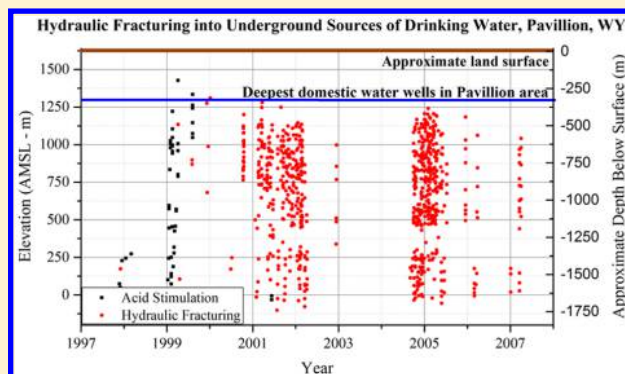 Hydraulic Fracturing into Underground Sources of Drinking Water, Pavillion, WY
Approximate land surface
Deepest domestic water wells in Pavillion area
Elevation (AMSL - m)
1500
1250
1000
750
500
250
0
Approximate Depth Below Surface (m)
0
-250
-500
-750
-1000
-1250
-1500
-1750
Acid Stimulation
Hydraulic Fracturing
1997 1999 2001 2003 2005 2007
Year